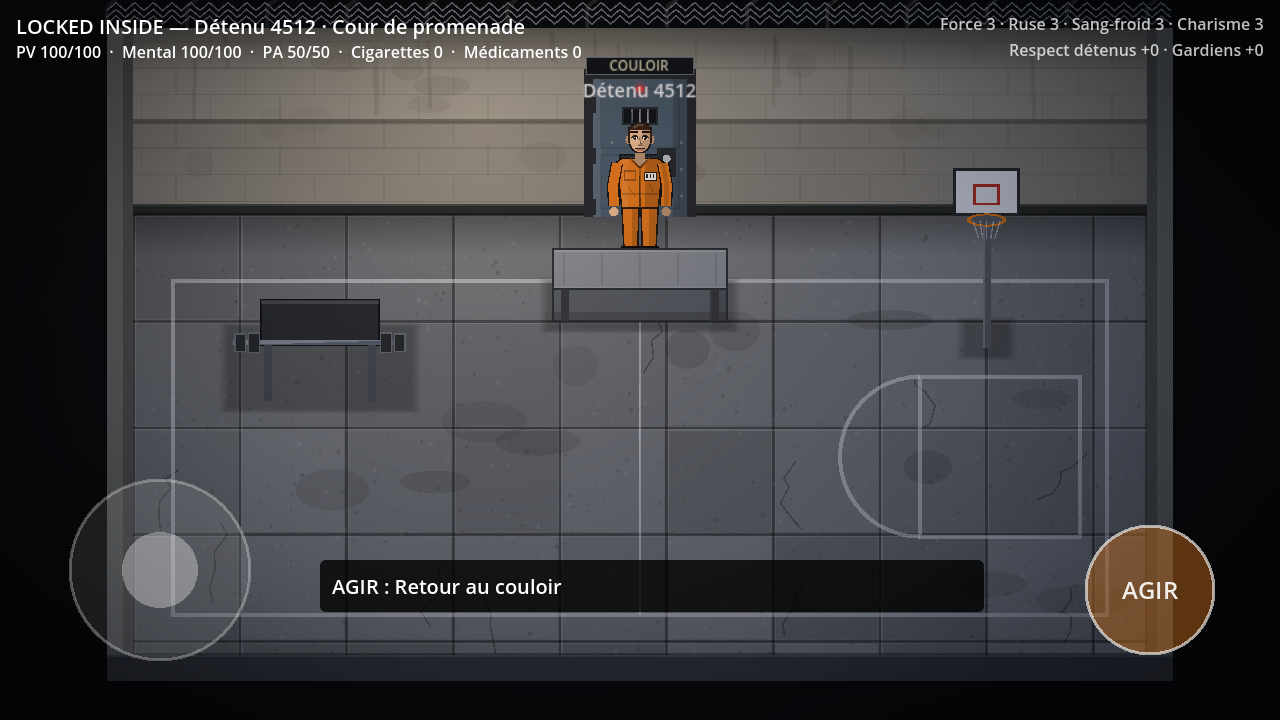 LOCKED INSIDE — Détenu 4512 · Cour de promenade
PV 100/100 · Mental 100/100 · PA 50/50 · Cigarettes 0 · Médicaments 0
Force 3 · Ruse 3 · Sang-froid 3 · Charisme 3
Respect détenus +0 · Gardiens +0
COULOIR
Détenu 4512
AGIR : Retour au couloir
AGIR